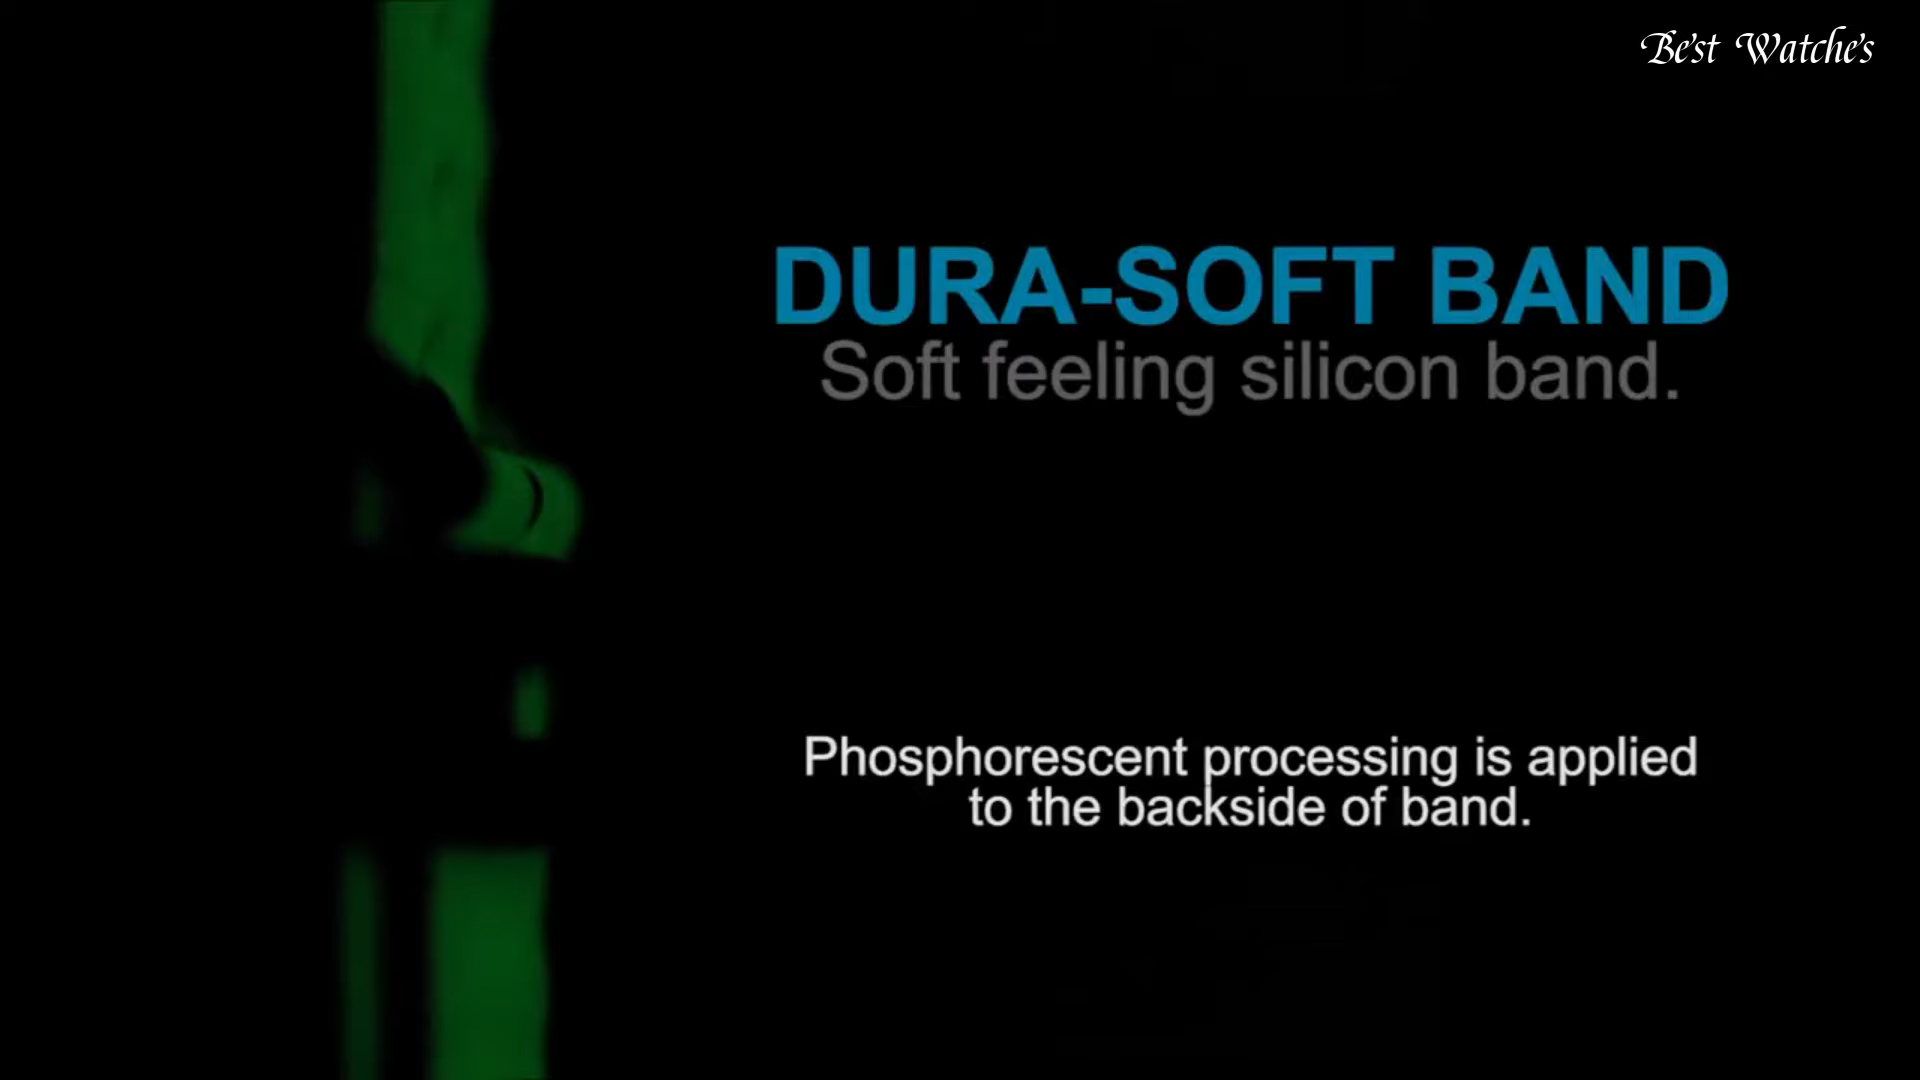 Be'st Watche's
DURA-SOFT BAND
Soft feeling silicon band.
Phosphorescent processing is applied
to the backside of band.